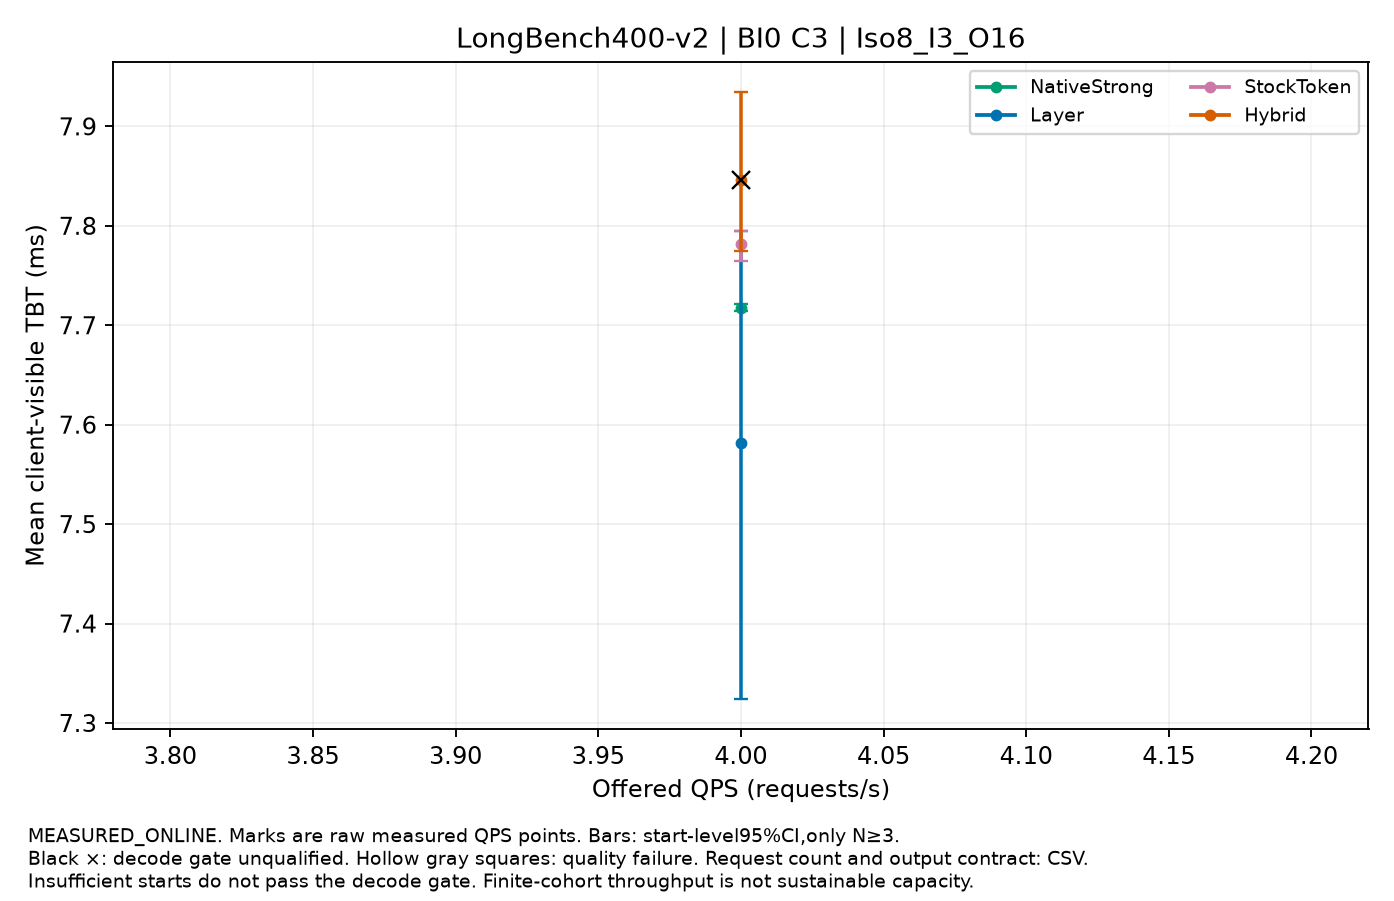 LongBench400-v2 | BI0 C3 | Iso8_I3_O16
NativeStrong
Layer
StockToken
Hybrid
Mean client-visible TBT (ms)
7.9
7.8
7.7
7.6
7.5
7.4
7.3
3.80
3.85
3.90
3.95
4.00
4.05
4.10
4.15
4.20
Offered QPS (requests/s)
MEASURED_ONLINE. Marks are raw measured QPS points. Bars: start-level95%CI,only N≥3.
Black ×: decode gate unqualified. Hollow gray squares: quality failure. Request count and output contract: CSV.
Insufficient starts do not pass the decode gate. Finite-cohort throughput is not sustainable capacity.